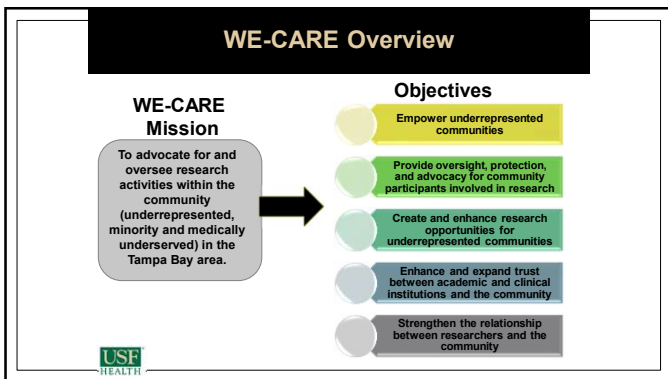 WE-CARE Overview
WE-CARE
Mission
To advocate for and
oversee research
activities within the
community
(underrepresented,
minority and medically
underserved) in the
Tampa Bay area.
Objectives
Empower underrepresented
communities
Provide oversight, protection,
and advocacy for community
participants involved in research
Create and enhance research
opportunities for
underrepresented communities
Enhance and expand trust
between academic and clinical
institutions and the community
Strengthen the relationship
between researchers and the
community
USF
HEALTH